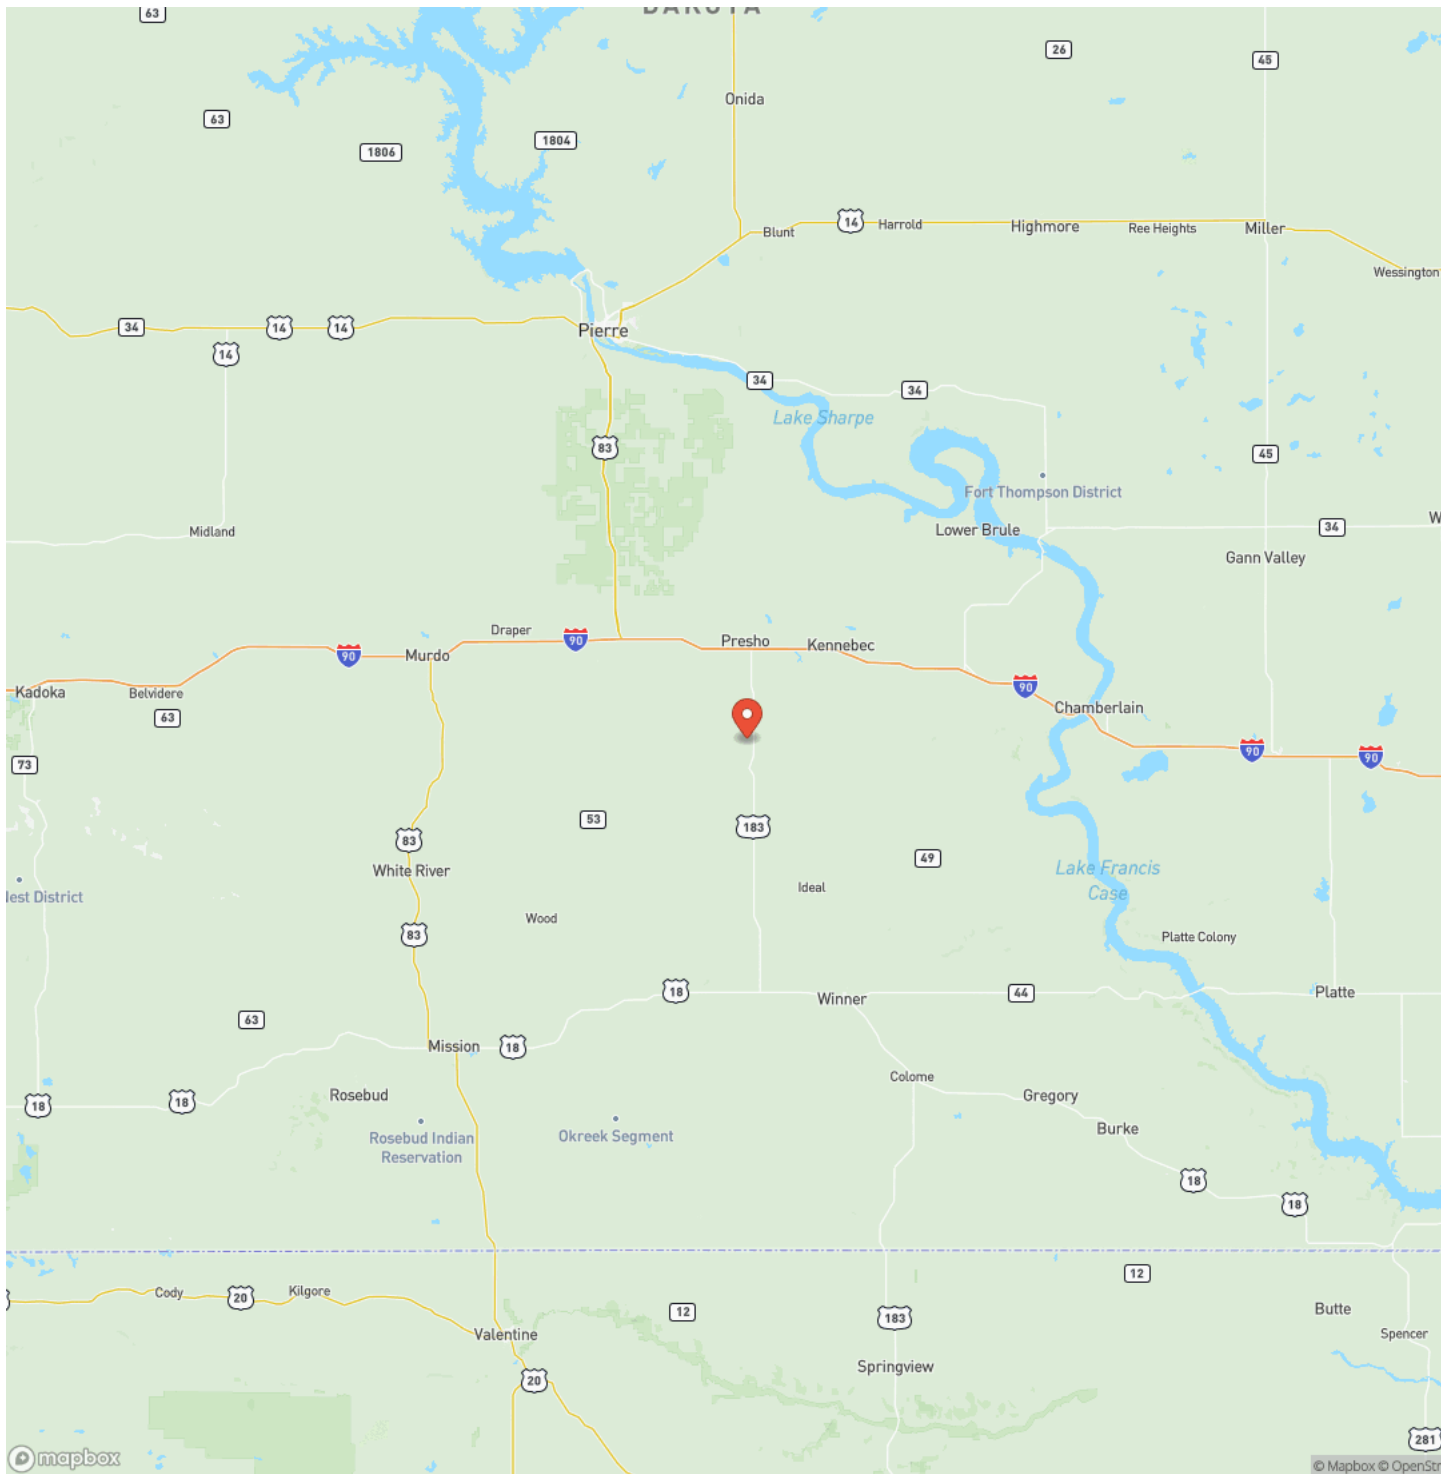 DAKOTA
63
26
45
Onida
63
1804
1806
14
Harrold
Highmore
Ree Heights
Miller
Blunt
Wessington
34
14
14
Pierre
14
34
34
Lake Sharpe
83
45
Fort Thompson District
Midland
Lower Brule
34
Gann Valley
Draper
90
Presho
Kennebec
90
Murdo
Kadoka
Belvidere
63
90
Chamberlain
90
90
73
53
183
83
White River
49
Lake Francis
Case
Ideal
lest District
Wood
83
Platte Colony
18
Winner
44
Platte
63
Mission
18
Colome
Rosebud
Gregory
18
18
Rosebud Indian
Reservation
Okreek Segment
Burke
18
18
12
Cody
20
Kilgore
12
183
Butte
Valentine
Spencer
Springview
20
281
mapbox
© Mapbox © OpenStr